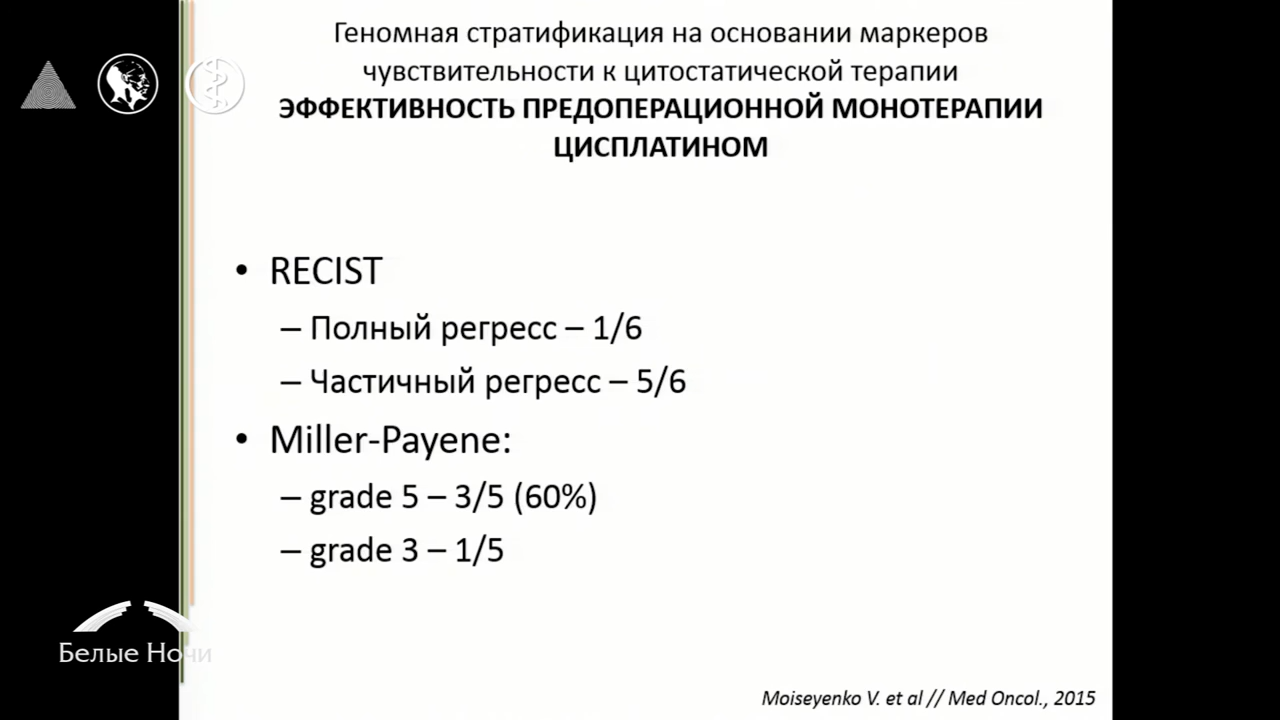 Геномная стратификация на основании маркеров
чувствительности к цитостатической терапии
ЭФФЕКТИВНОСТЬ ПРЕДОПЕРАЦИОННОЙ МОНОТЕРАПИИ
ЦИСПЛАТИНОМ
• RECIST
– Полный регресс – 1/6
– Частичный регресс – 5/6
• Miller-Payene:
– grade 5 – 3/5 (60%)
– grade 3 – 1/5
Белые Ночи
Moiseyenko V. et al // Med Oncol., 2015